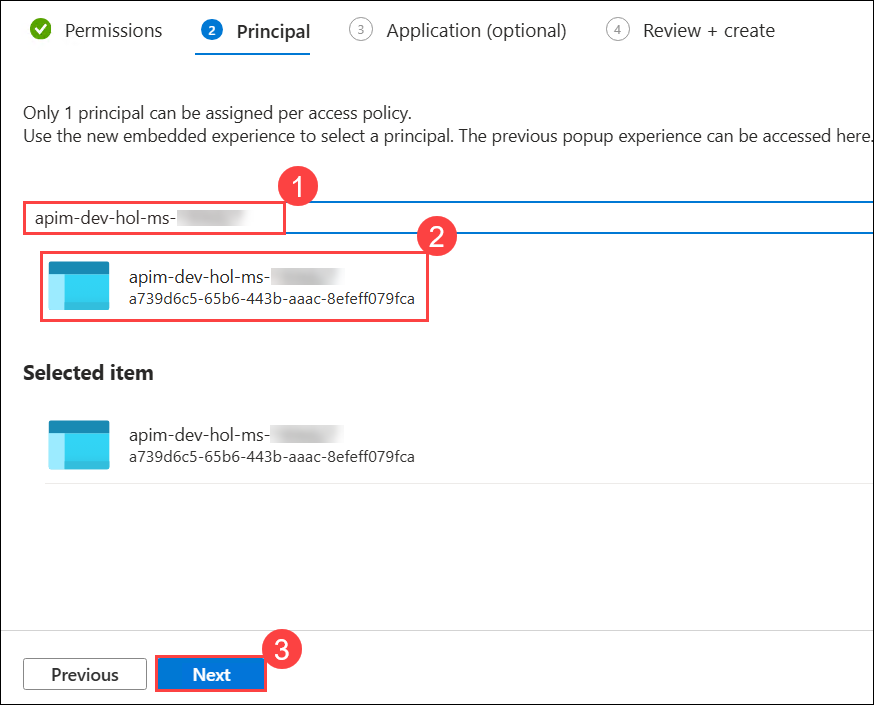 Permissions 2 Principal 3 Application (optional) 4 Review + create
Only 1 principal can be assigned per access policy.
Use the new embedded experience to select a principal. The previous popup experience can be accessed here.
1
apim-dev-hol-ms-
2
apim-dev-hol-ms-
a739d6c5-65b6-443b-aaac-8efeff079fca
Selected item
apim-dev-hol-ms-
a739d6c5-65b6-443b-aaac-8efeff079fca
3
Previous Next